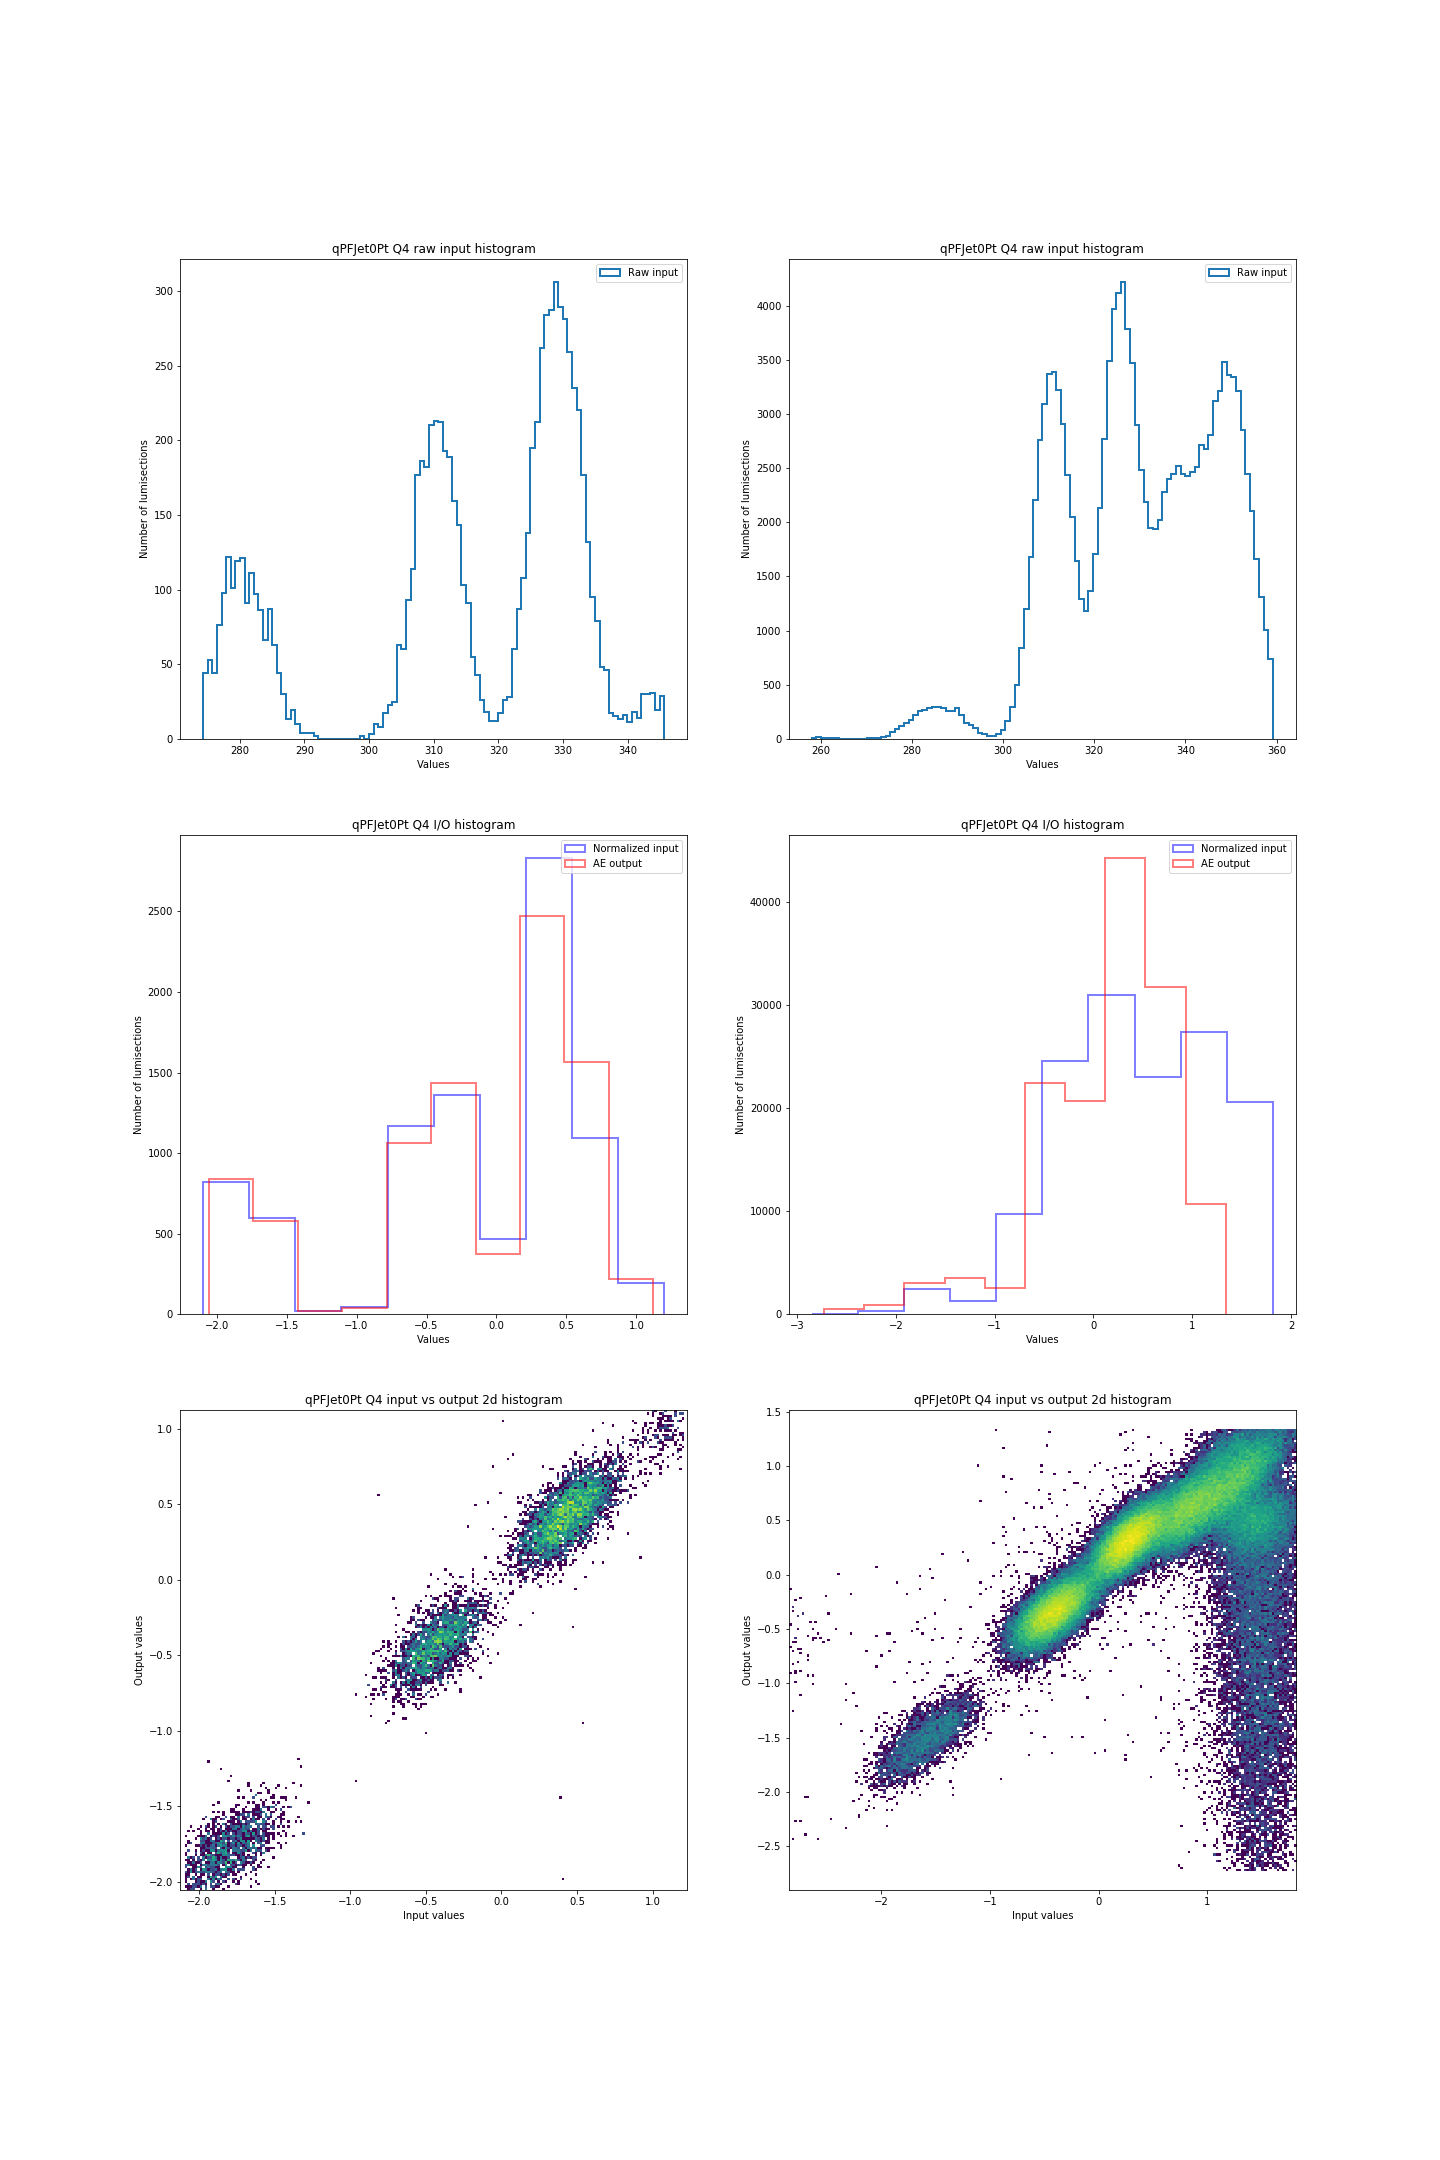 qPFJet0Pt Q4 raw input histogram
Raw input
300
250
200
150
100
50
0
Number of lumisections
280 290 300 310 320 330 340
Values
qPFJet0Pt Q4 raw input histogram
Raw input
4000
3500
3000
2500
2000
1500
1000
500
0
Number of lumisections
260 280 300 320 340 360
Values
qPFJet0Pt Q4 I/O histogram
Normalized input
AE output
2500
2000
1500
1000
500
0
Number of lumisections
−2.0 −1.5 −1.0 −0.5 0.0 0.5 1.0
Values
qPFJet0Pt Q4 I/O histogram
Normalized input
AE output
40000
30000
20000
10000
0
Number of lumisections
−3 −2 −1 0 1 2
Values
qPFJet0Pt Q4 input vs output 2d histogram
1.0
0.5
0.0
−0.5
−1.0
−1.5
−2.0
Output values
−2.0 −1.5 −1.0 −0.5 0.0 0.5 1.0
Input values
qPFJet0Pt Q4 input vs output 2d histogram
1.5
1.0
0.5
0.0
−0.5
−1.0
−1.5
−2.0
−2.5
Output values
−2 −1 0 1
Input values